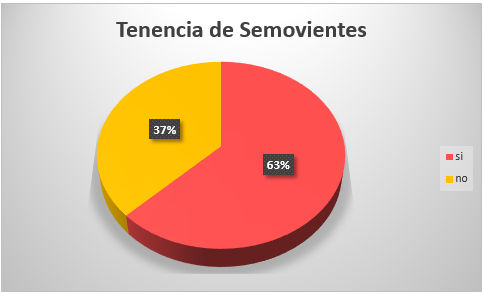 Tenencia de Semovientes
37%
63%
si
no